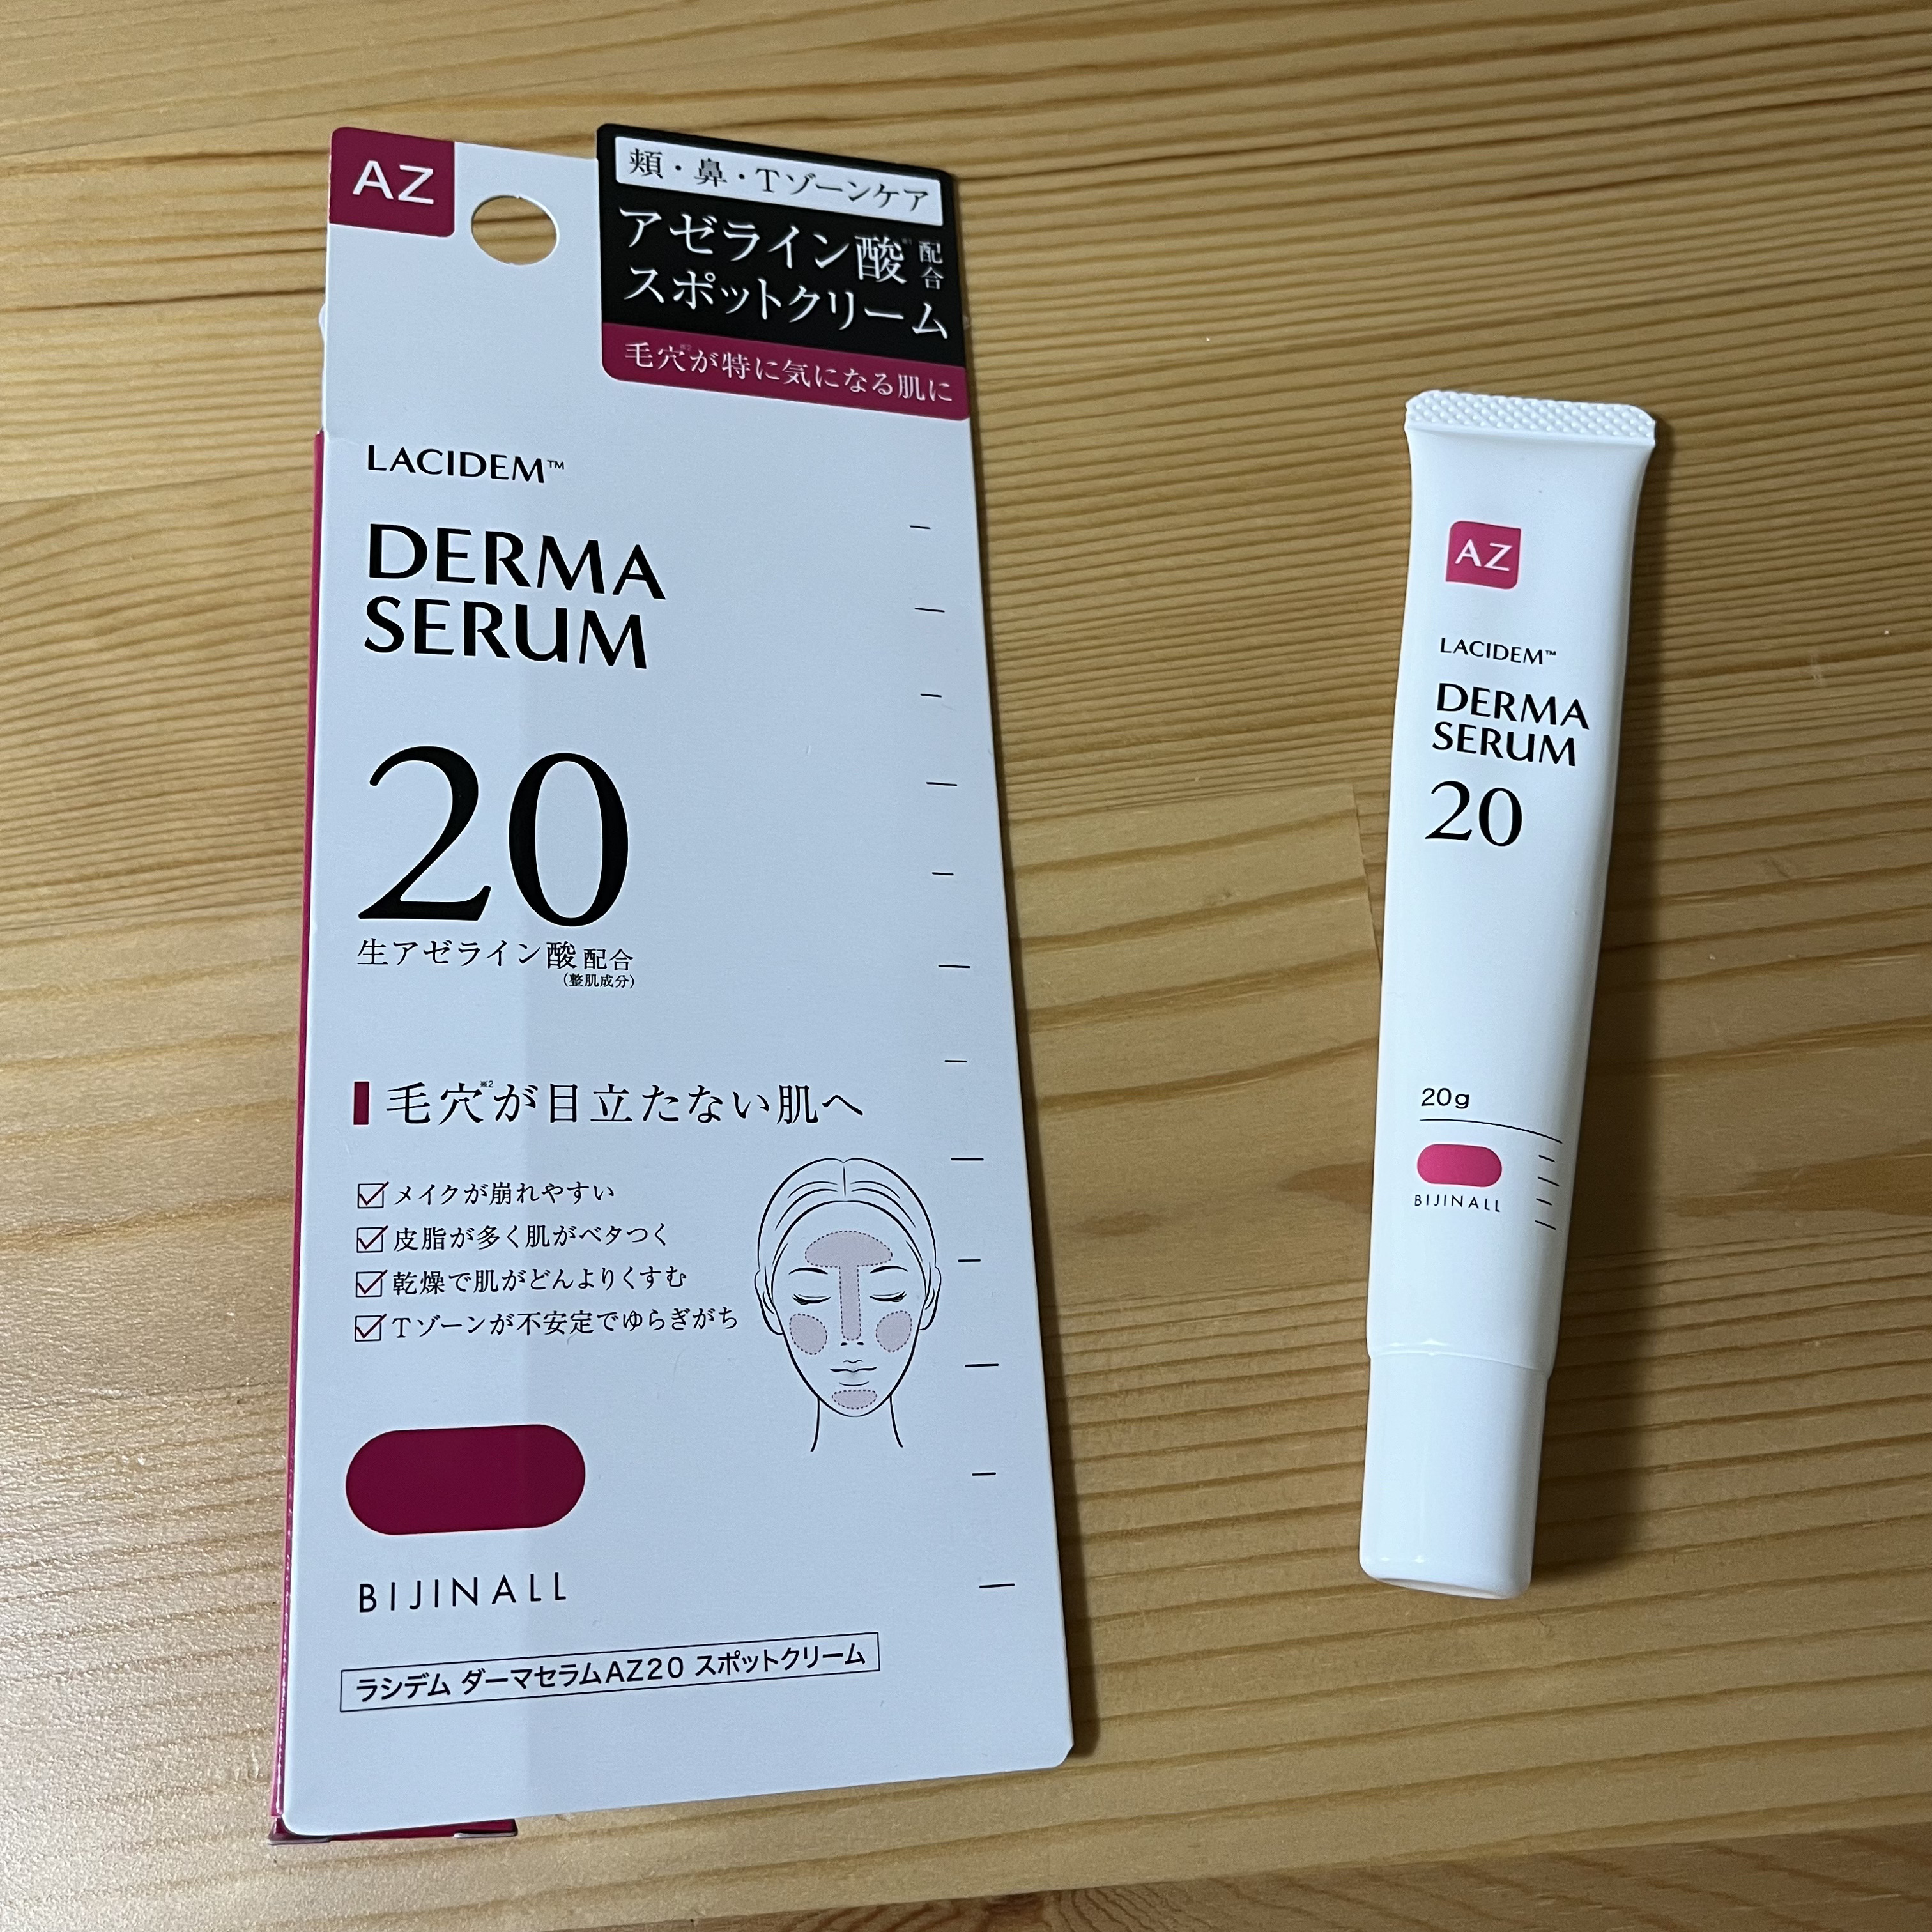 AZ
頬・鼻・Tゾーンケア
アゼライン酸※1配合
スポットクリーム
毛穴※2が特に気になる肌に
LACIDEM™
DERMA
SERUM
20
生アゼライン酸配合
(整肌成分)
毛穴※2が目立たない肌へ
メイクが崩れやすい
皮脂が多く肌がベタつく
乾燥で肌がどんよりくすむ
Tゾーンが不安定でゆらぎがち
BIJINALL
ラシデム ダーマセラムAZ20 スポットクリーム
AZ
LACIDEM™
DERMA
SERUM
20
20g
BIJINALL